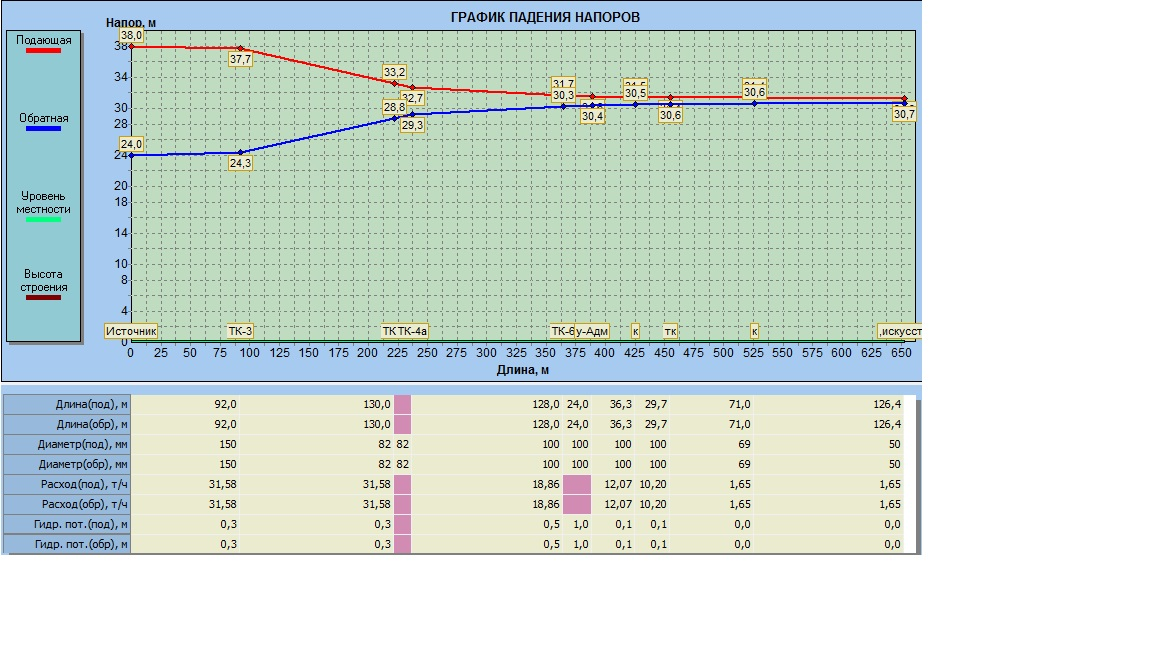 ГРАФИК ПАДЕНИЯ НАПОРОВ
Напор, м
Подающая
Обратная
Уровень
местности
Высота
строения
38
34
30
28
24
20
18
14
10
8
4
0
38,0
37,7
33,2
32,7
31,7
30,3
30,4
30,5
30,6
30,6
30,7
28,8
29,3
24,0
24,3
Источник ТК-3 ТК ТК-4а ТК-6 у-Адм к тк к ,искусст
0 25 50 75 100 125 150 175 200 225 250 275 300 325 350 375 400 425 450 475 500 525 550 575 600 625 650
Длина, м
Длина(под), м 92,0 130,0 128,0 24,0 36,3 29,7 71,0 126,4
Длина(обр), м 92,0 130,0 128,0 24,0 36,3 29,7 71,0 126,4
Диаметр(под), мм 150 82 82 100 100 100 100 69 50
Диаметр(обр), мм 150 82 82 100 100 100 100 69 50
Расход(под), т/ч 31,58 31,58 18,86 12,07 10,20 1,65 1,65
Расход(обр), т/ч 31,58 31,58 18,86 12,07 10,20 1,65 1,65
Гидр. пот.(под), м 0,3 0,3 0,5 1,0 0,1 0,1 0,0 0,0
Гидр. пот.(обр), м 0,3 0,3 0,5 1,0 0,1 0,1 0,0 0,0